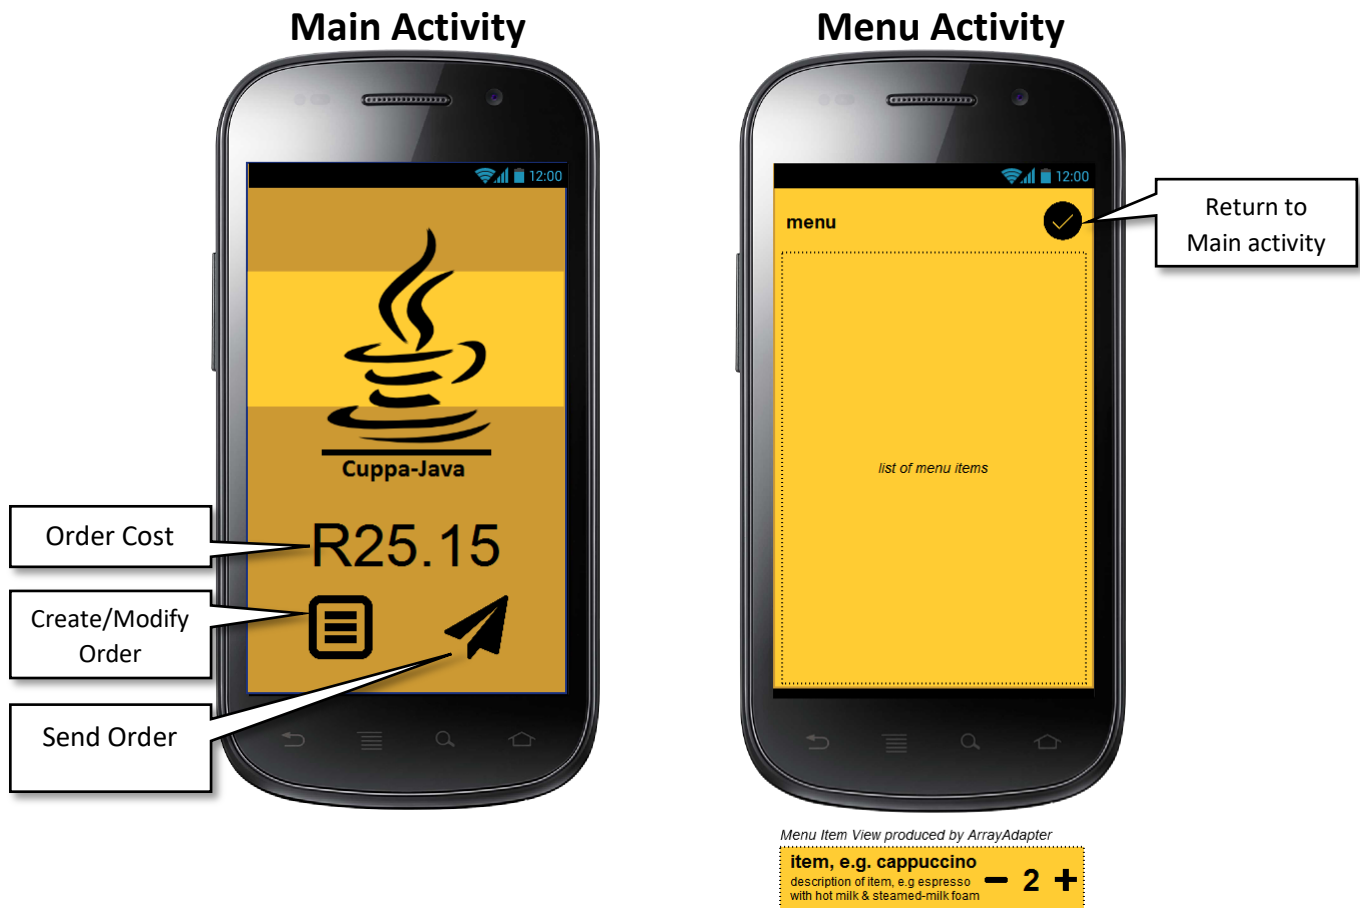 Main Activity
Menu Activity
12:00
12:00
menu
Return to
Main activity
Cuppa-Java
list of menu items
Order Cost
R25.15
Create/Modify
Order
Send Order
Menu Item View produced by ArrayAdapter
item, e.g. cappuccino
description of item, e.g espresso
with hot milk & steamed-milk foam
− 2 +